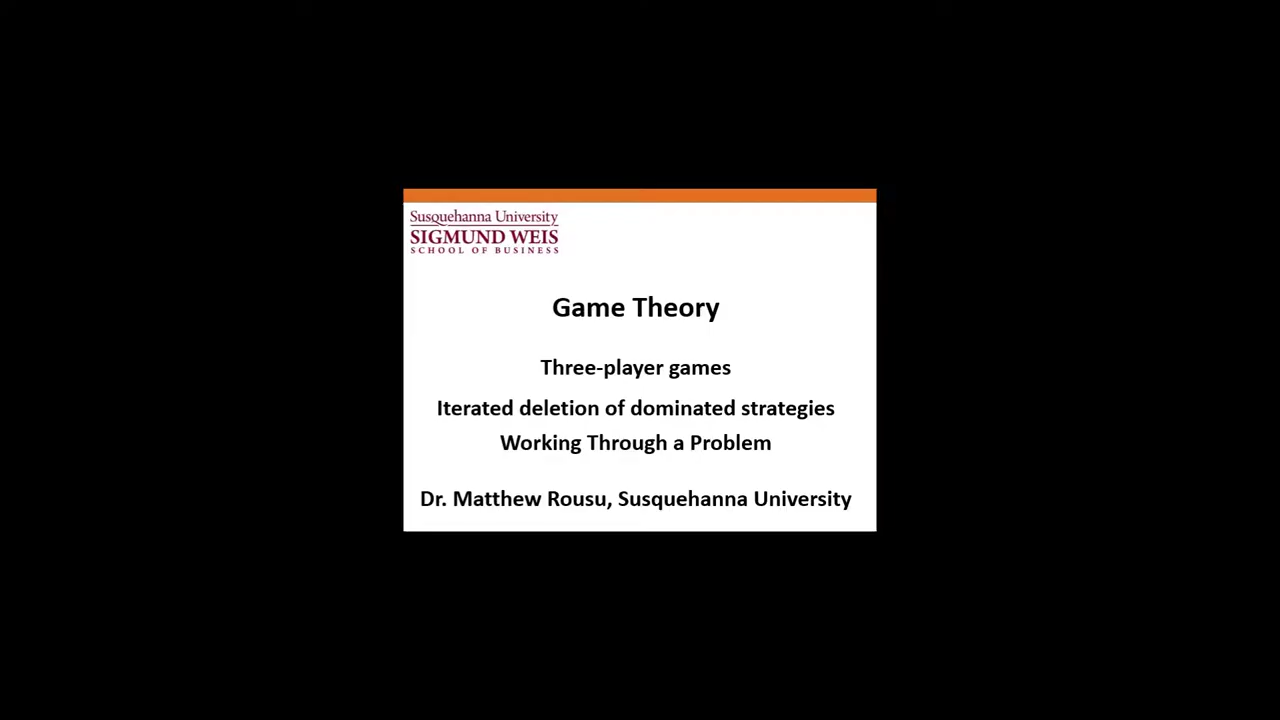 Susquehanna University
SIGMUND WEIS
SCHOOL OF BUSINESS
Game Theory
Three-player games
Iterated deletion of dominated strategies
Working Through a Problem
Dr. Matthew Rousu, Susquehanna University